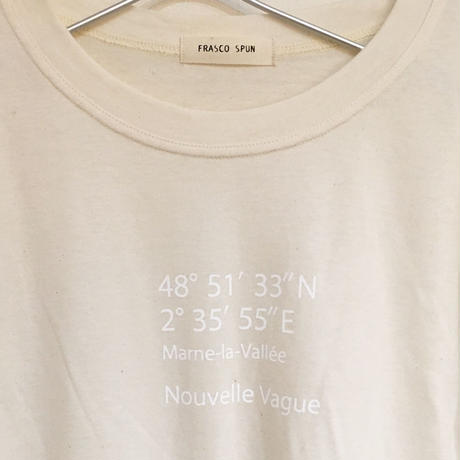 FRASCO SPUN
48° 51′ 33″ N
2° 35′ 55″ E
Marne-la-Vallée
Nouvelle Vague